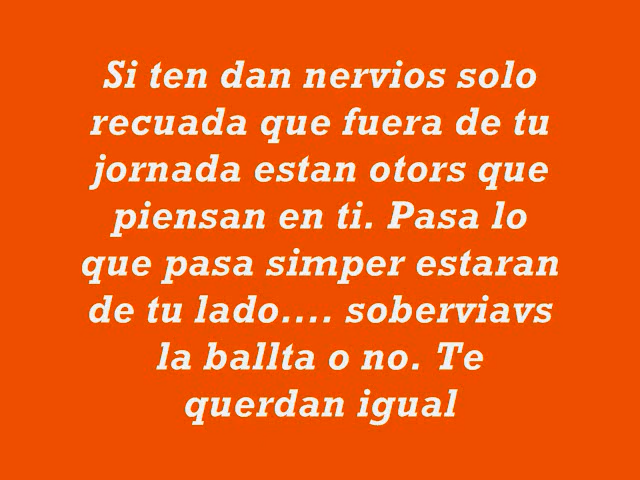 Si ten dan nervios solo
recuada que fuera de tu
jornada estan otors que
piensan en ti. Pasa lo
que pasa simper estaran
de tu lado.... soberviavs
la ballta o no. Te
querdan igual